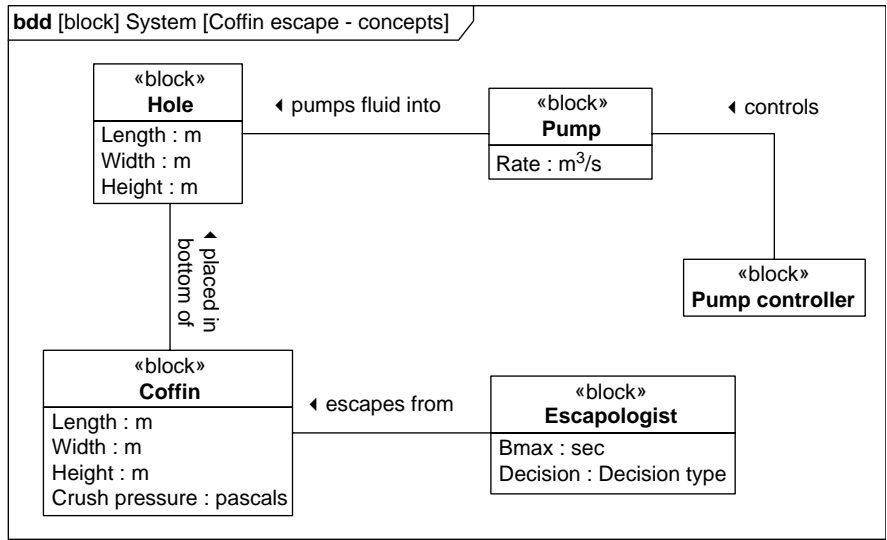 bdd [block] System [Coffin escape - concepts]
«block»
Hole
Length : m
Width : m
Height : m
◀ pumps fluid into
«block»
Pump
Rate : m³/s
◀ controls
«block»
Pump controller
◀ placed in
bottom of
«block»
Coffin
Length : m
Width : m
Height : m
Crush pressure : pascals
◀ escapes from
«block»
Escapologist
Bmax : sec
Decision : Decision type